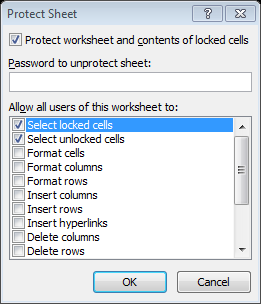 Protect Sheet
Protect worksheet and contents of locked cells
Password to unprotect sheet:
Allow all users of this worksheet to:
Select locked cells
Select unlocked cells
Format cells
Format columns
Format rows
Insert columns
Insert rows
Insert hyperlinks
Delete columns
Delete rows
OK Cancel